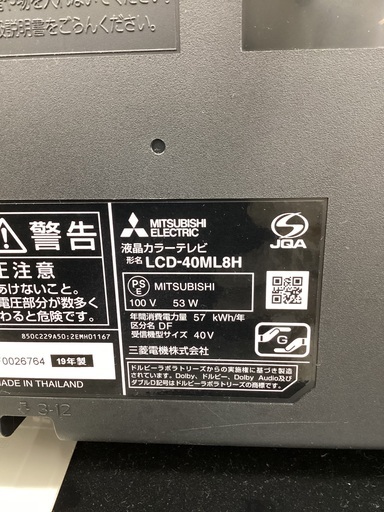 説明書をごらんください
警告
圧注意
あけないこと。
電圧部分が数多く
わると危険です。
850C229A50:2EMH01167
0026764 19年製
MADE IN THAILAND
MITSUBISHI
ELECTRIC
JQA
液晶カラーテレビ
形名 LCD-40ML8H
PS
E
MITSUBISHI
100 V 53 W
年間消費電力量: 57 kWh/年
区分名: DF
受信機型サイズ: 40V
三菱電機株式会社
G
ドルビーラボラトリーズからの実施権に基づき製造
されています。Dolby、ドルビー、Dolby Audio及び
ダブルD記号はドルビーラボラトリーズの商標です。